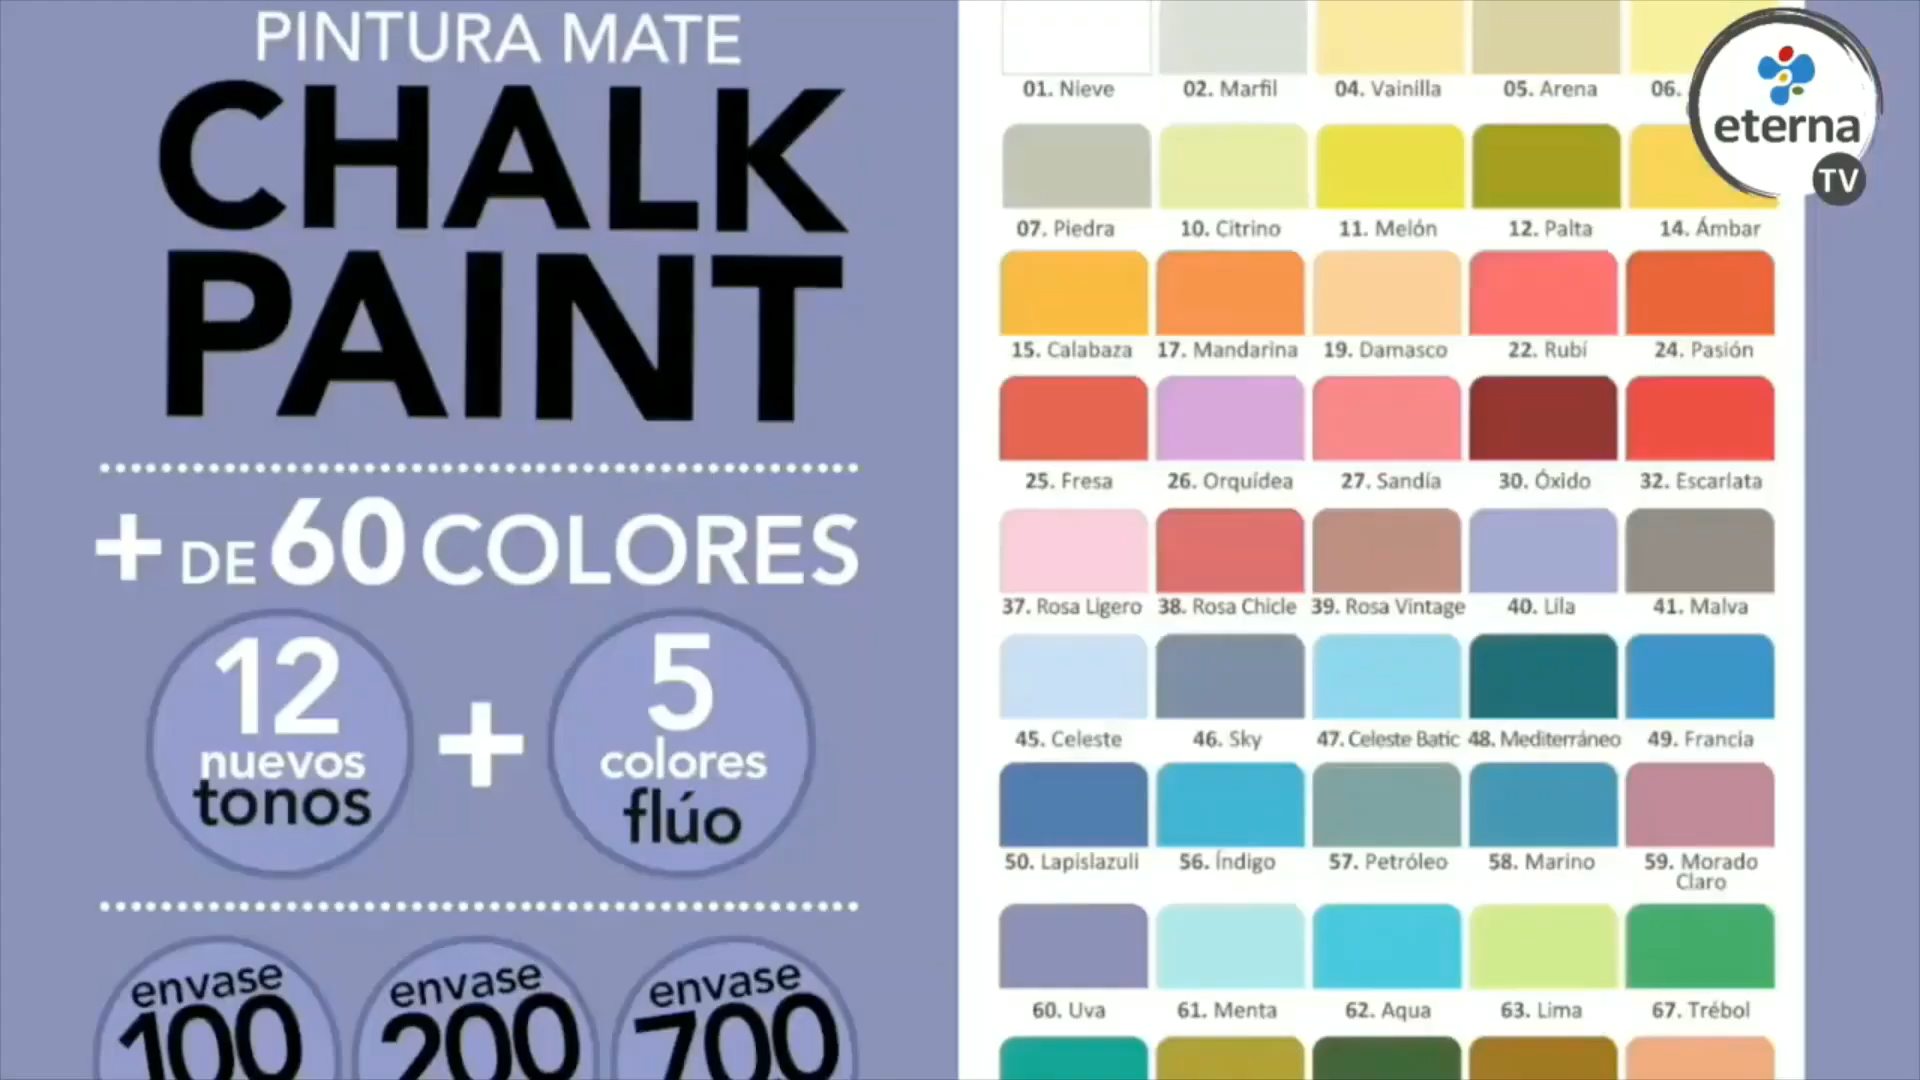 PINTURA MATE
CHALK
PAINT
+ DE 60 COLORES
12
nuevos
tonos
+
5
colores
flúo
envase
100
envase
200
envase
700
01. Nieve
02. Marfil
04. Vainilla
05. Arena
06.
07. Piedra
10. Citrino
11. Melón
12. Palta
14. Ámbar
15. Calabaza
17. Mandarina
19. Damasco
22. Rubí
24. Pasión
25. Fresa
26. Orquídea
27. Sandía
30. Óxido
32. Escarlata
37. Rosa Ligero
38. Rosa Chicle
39. Rosa Vintage
40. Lila
41. Malva
45. Celeste
46. Sky
47. Celeste Batic
48. Mediterráneo
49. Francia
50. Lapislazuli
56. Índigo
57. Petróleo
58. Marino
59. Morado
Claro
60. Uva
61. Menta
62. Aqua
63. Lima
67. Trébol
eterna
TV